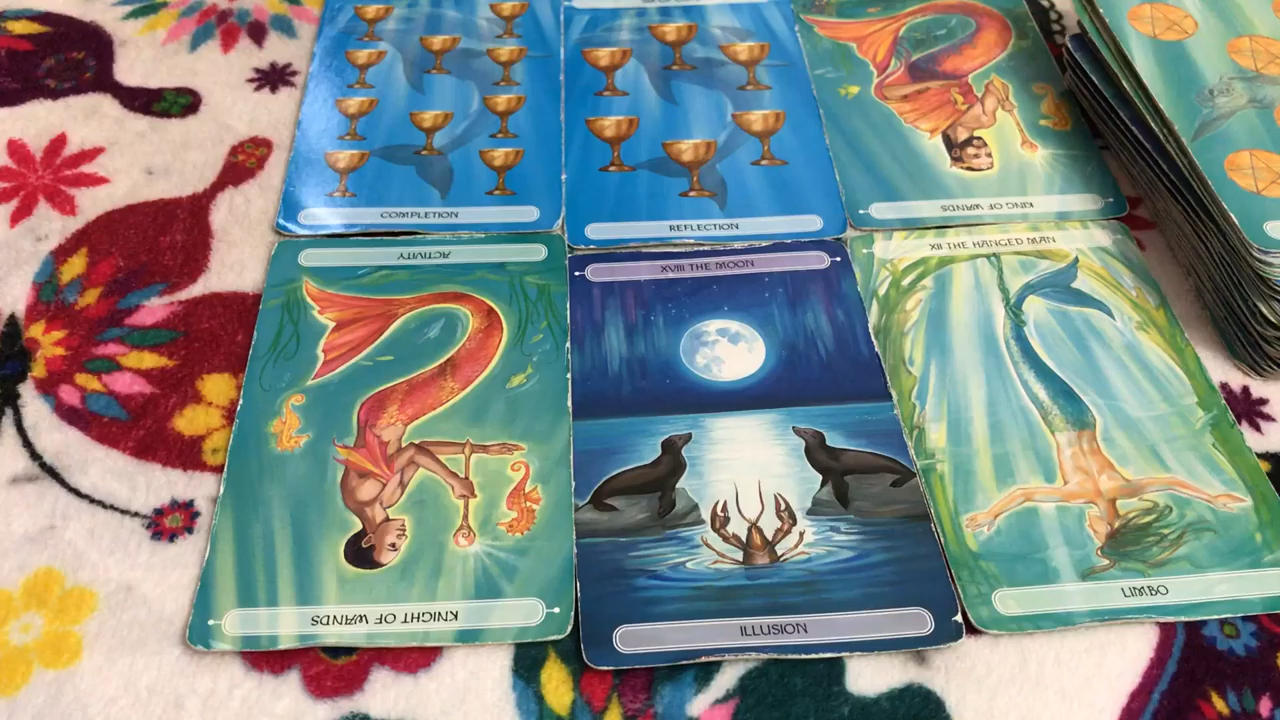 COMPLETION
REFLECTION
KING OF WANDS
ACTIVITY
XVIII THE MOON
XII THE HANGED MAN
KNIGHT OF WANDS
ILLUSION
LIMBO